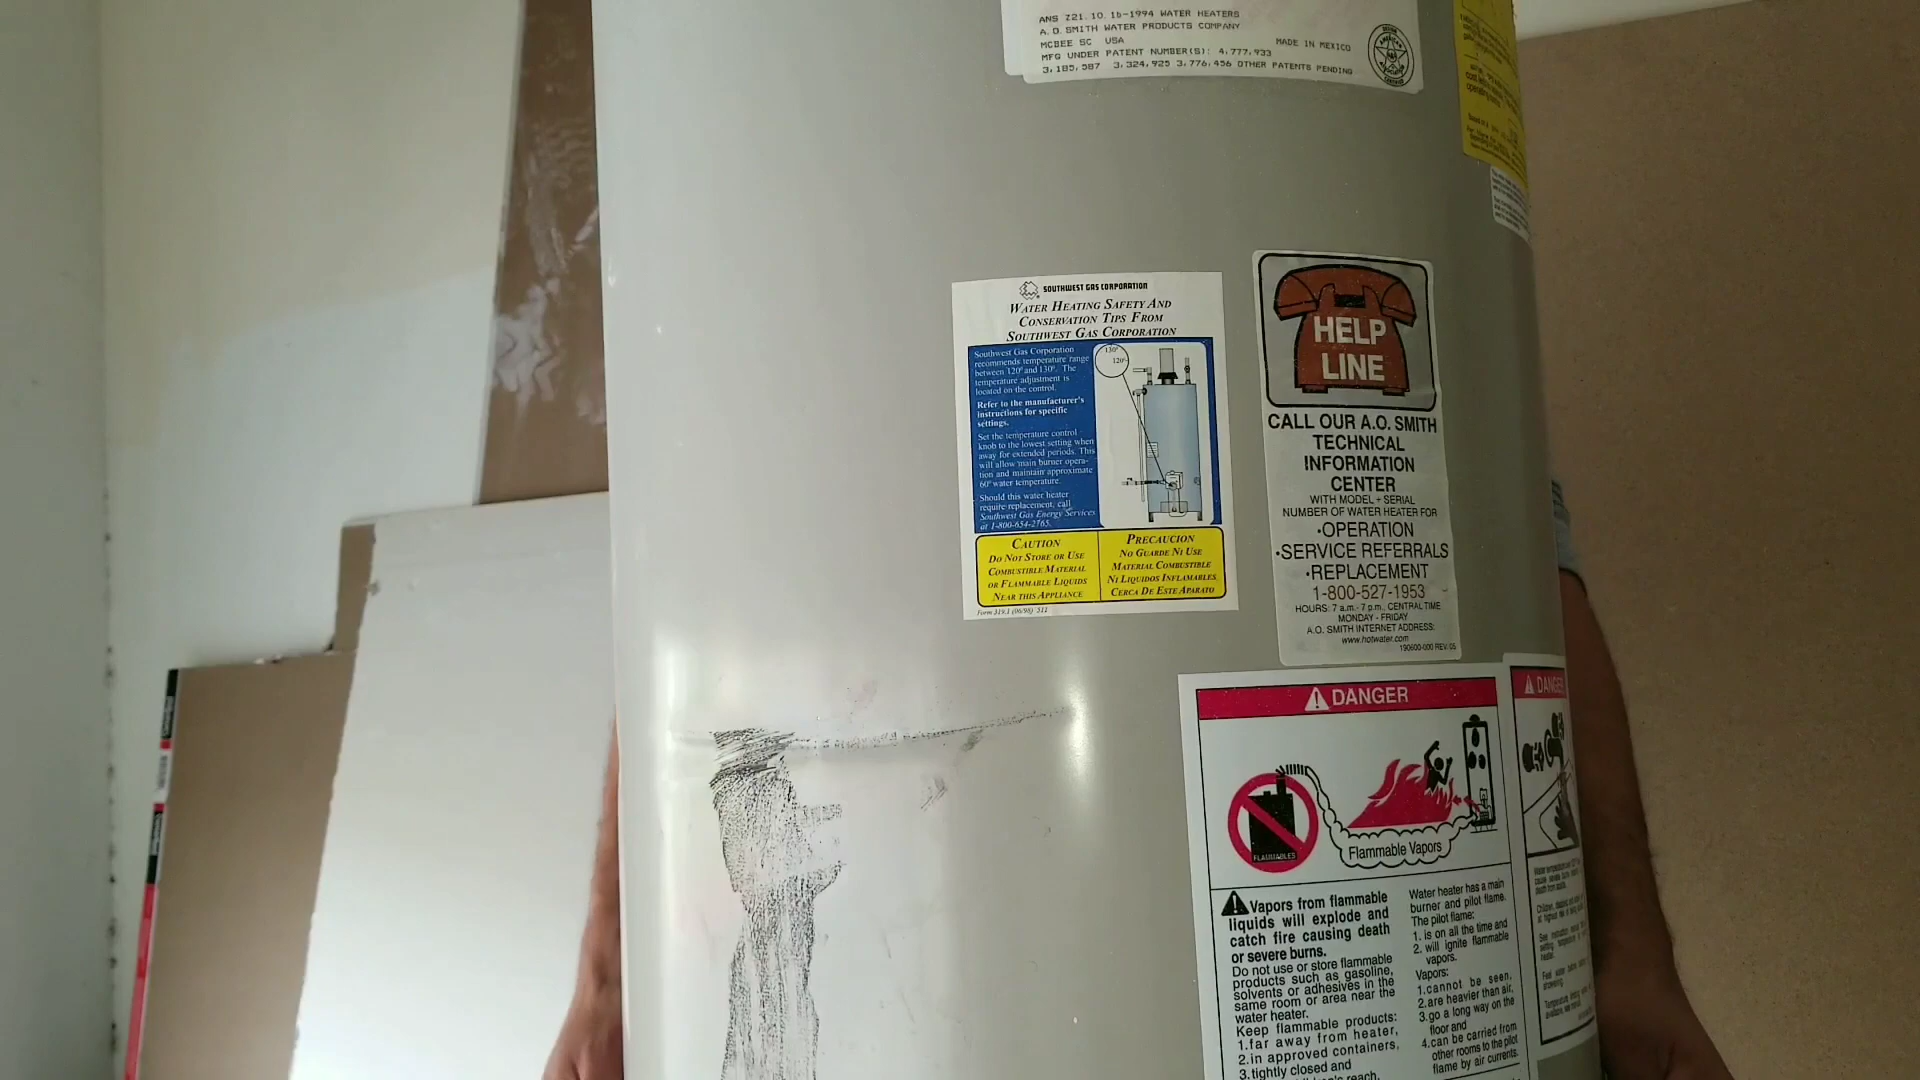 ANS Z21.10.1b-1994 WATER HEATERS
A.O. SMITH WATER PRODUCTS COMPANY
MCBEE SC USA
MADE IN MEXICO
MFG UNDER PATENT NUMBER(S): 4,777,933
3,185,587 3,324,925 3,776,456 OTHER PATENTS PENDING
SOUTHWEST GAS CORPORATION
WATER HEATING SAFETY AND
CONSERVATION TIPS FROM
SOUTHWEST GAS CORPORATION
Southwest Gas Corporation
recommends temperature range
between 120° and 130°. The
temperature adjustment is
located on the control.
Refer to the manufacturer's
instructions for specific
settings.
Set the temperature control
knob to the lowest setting when
away for extended periods. This
will allow main burner opera-
tion and maintain approximate
60° water temperature.
Should this water heater
require replacement, call
Southwest Gas Energy Services
at 1-800-654-2765.
130°
120°
CAUTION
DO NOT STORE OR USE
COMBUSTIBLE MATERIAL
OR FLAMMABLE LIQUIDS
NEAR THIS APPLIANCE
PRECAUCION
NO GUARDE NI USE
MATERIAL COMBUSTIBLE
NI LIQUIDOS INFLAMABLES
CERCA DE ESTE APARATO
Form 319.1 (06/98) 511
HELP
LINE
CALL OUR A.O. SMITH
TECHNICAL
INFORMATION
CENTER
WITH MODEL + SERIAL
NUMBER OF WATER HEATER FOR
•OPERATION
•SERVICE REFERRALS
•REPLACEMENT
1-800-527-1953
HOURS: 7 a.m.- 7 p.m., CENTRAL TIME
MONDAY - FRIDAY
A.O. SMITH INTERNET ADDRESS:
www.hotwater.com
190600-000 REV. 05
DANGER
FLAMMABLES
Flammable Vapors
Vapors from flammable
liquids will explode and
catch fire causing death
or severe burns.
Do not use or store flammable
products such as gasoline,
solvents or adhesives in the
same room or area near the
water heater.
Keep flammable products:
1.far away from heater,
2.in approved containers,
3.tightly closed and
Water heater has a main
burner and pilot flame.
The pilot flame:
1. is on all the time and
2. will ignite flammable
vapors.
Vapors:
1.cannot be seen,
2.are heavier than air,
3.go a long way on the
floor and
4.can be carried from
other rooms to the pilot
flame by air currents.
DANGER